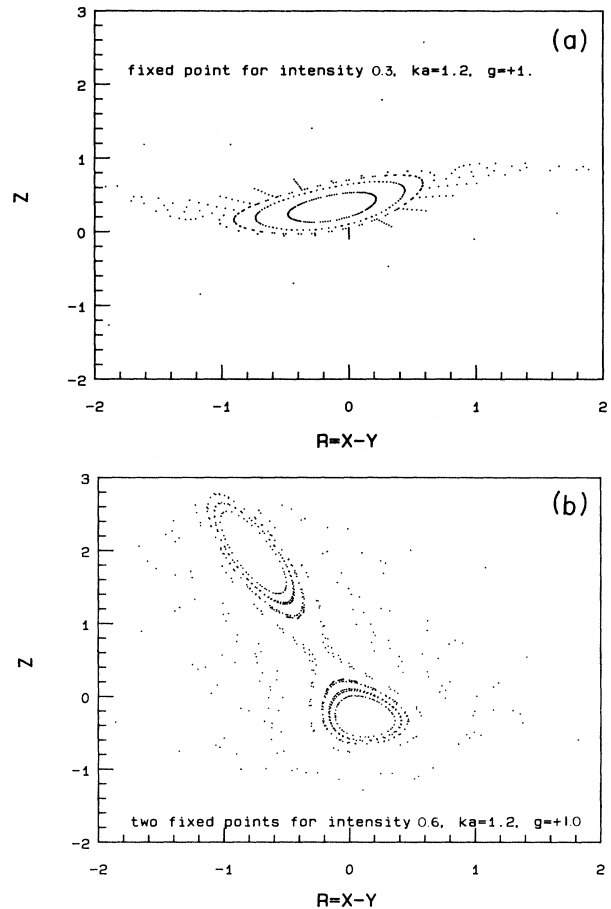 (a)
fixed point for intensity 0.3, ka=1.2, g=+1.
3
2
1
0
-1
-2
Z
-2
-1
0
1
2
R=X-Y
(b)
3
2
1
0
-1
-2
Z
two fixed points for intensity 0.6, ka=1.2, g=+1.0
-2
-1
0
1
2
R=X-Y